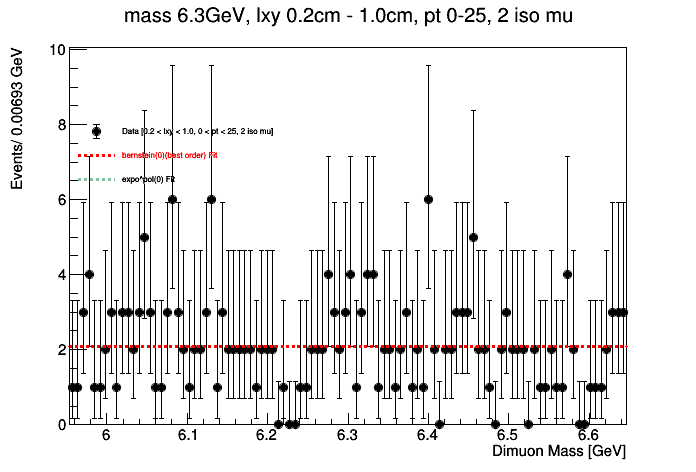 mass 6.3GeV, lxy 0.2cm - 1.0cm, pt 0-25, 2 iso mu
Events/ 0.00693 GeV
10
8
6
4
2
0
Data [0.2 < lxy < 1.0, 0 < pt < 25, 2 iso mu]
bernstein(0)(best order) Fit
expo*pol(0) Fit
6 6.1 6.2 6.3 6.4 6.5 6.6
Dimuon Mass [GeV]